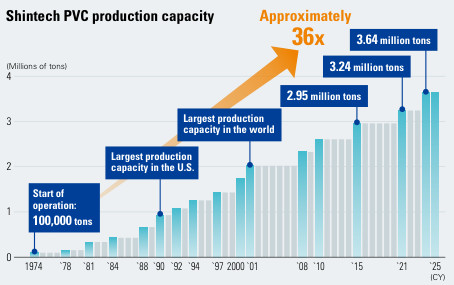 Shintech PVC production capacity
Approximately
36x
(Millions of tons)
3.64 million tons
3.24 million tons
2.95 million tons
Largest production
capacity in the world
Largest production
capacity in the U.S.
Start of
operation:
100,000 tons
4
3
2
1
0
1974 `78 `81 `84 `88 `90 `92 `94 `97 2000 `01 `08 `10 `15 `21 `25
(CY)